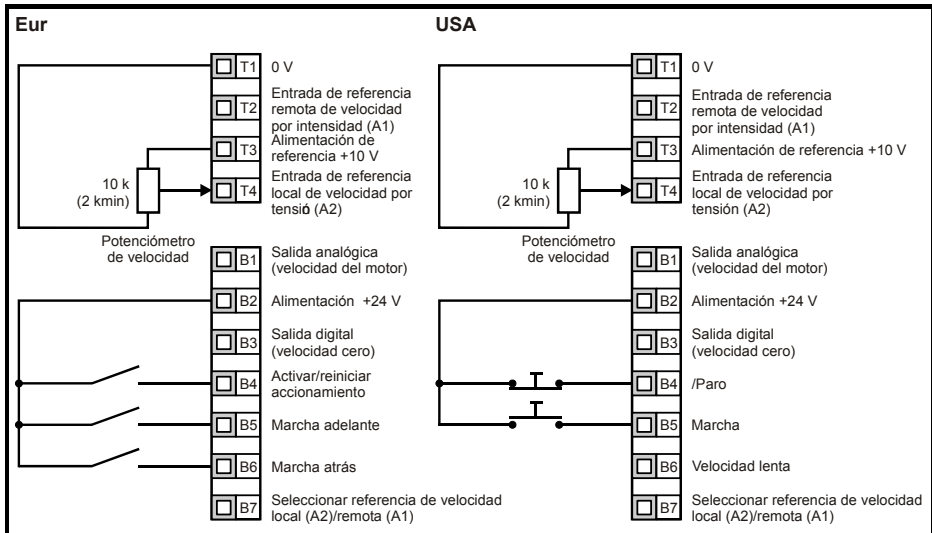 Eur
T1 0 V
T2 Entrada de referencia
remota de velocidad
por intensidad (A1)
T3 Alimentación de
referencia +10 V
T4 Entrada de referencia
local de velocidad por
tensión (A2)
10 k
(2 kmin)
Potenciómetro
de velocidad
B1 Salida analógica
(velocidad del motor)
B2 Alimentación +24 V
B3 Salida digital
(velocidad cero)
B4 Activar/reiniciar
accionamiento
B5 Marcha adelante
B6 Marcha atrás
B7 Seleccionar referencia de velocidad
local (A2)/remota (A1)
USA
T1 0 V
T2 Entrada de referencia
remota de velocidad
por intensidad (A1)
T3 Alimentación de referencia +10 V
T4 Entrada de referencia
local de velocidad por
tensión (A2)
10 k
(2 kmin)
Potenciómetro
de velocidad
B1 Salida analógica
(velocidad del motor)
B2 Alimentación +24 V
B3 Salida digital
(velocidad cero)
B4 /Paro
B5 Marcha
B6 Velocidad lenta
B7 Seleccionar referencia de velocidad
local (A2)/remota (A1)